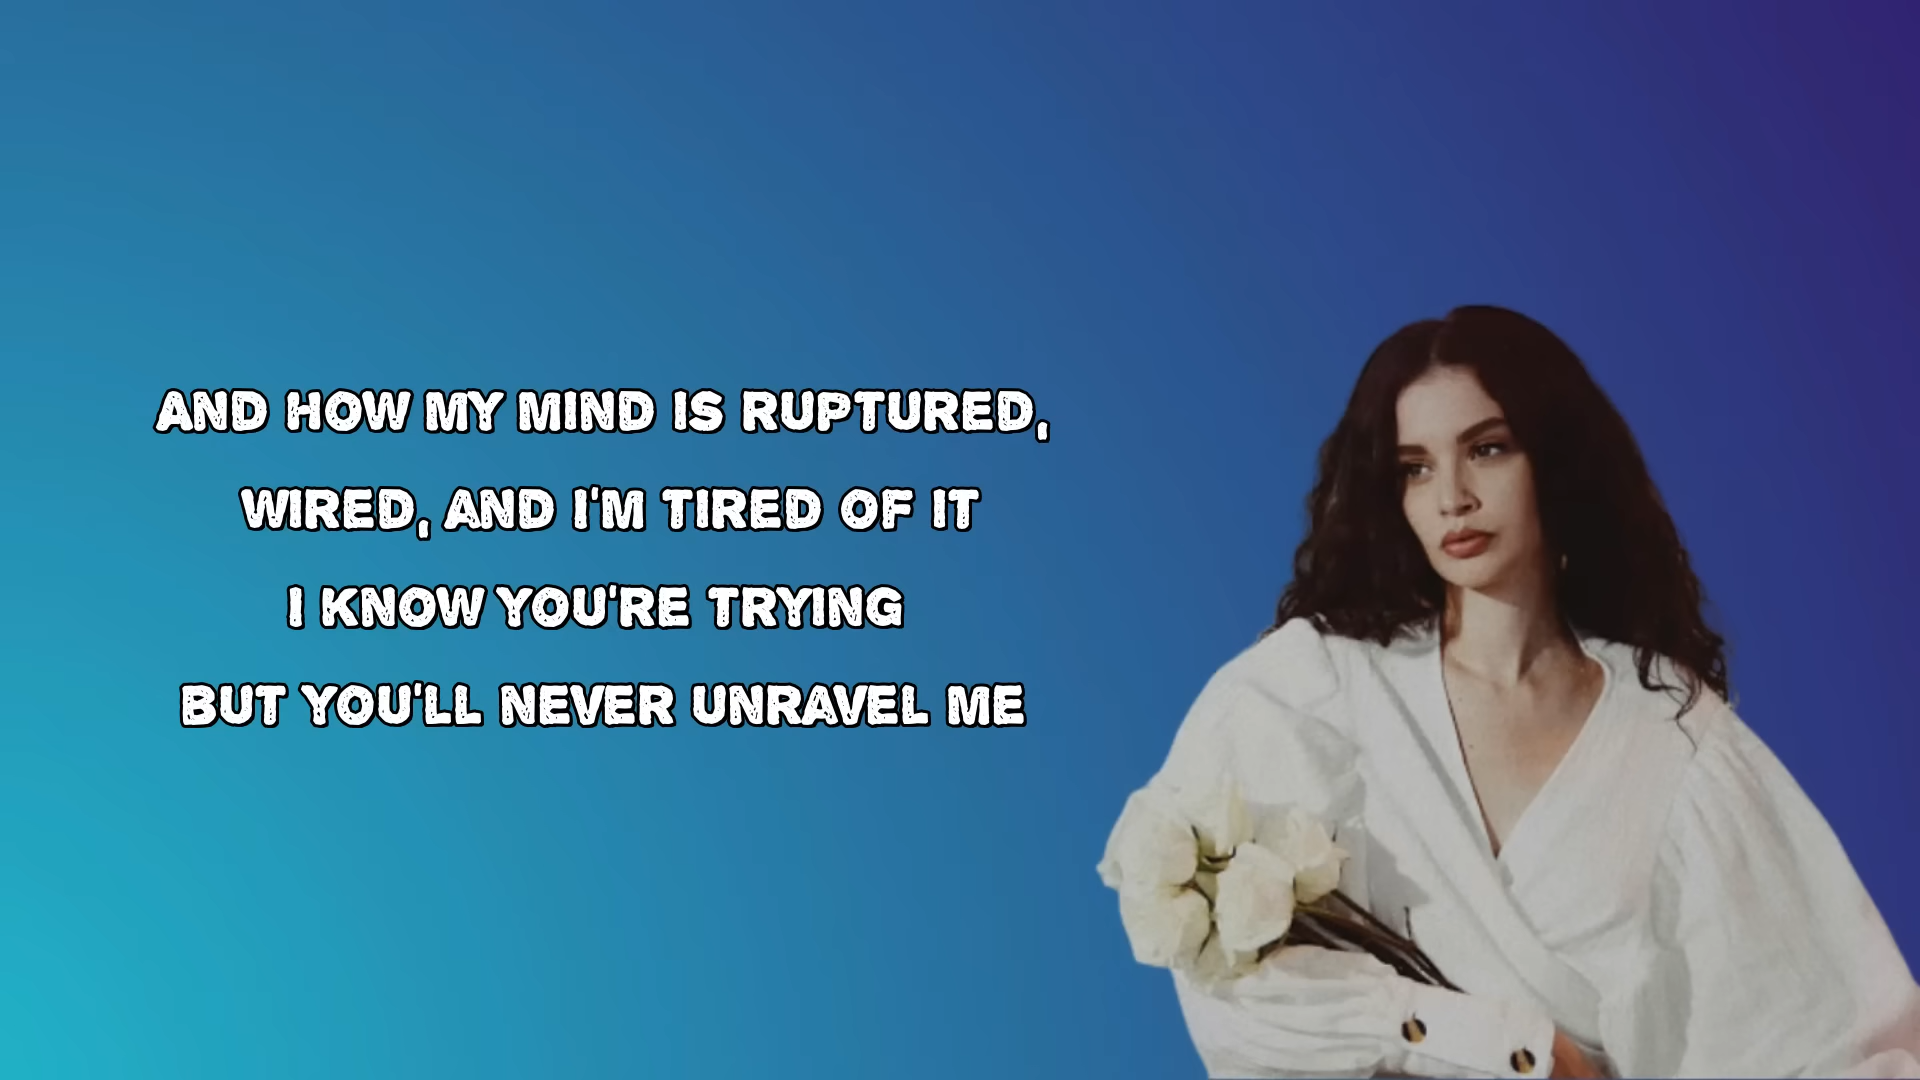 AND HOW MY MIND IS RUPTURED,
WIRED, AND I'M TIRED OF IT
I KNOW YOU'RE TRYING
BUT YOU'LL NEVER UNRAVEL ME